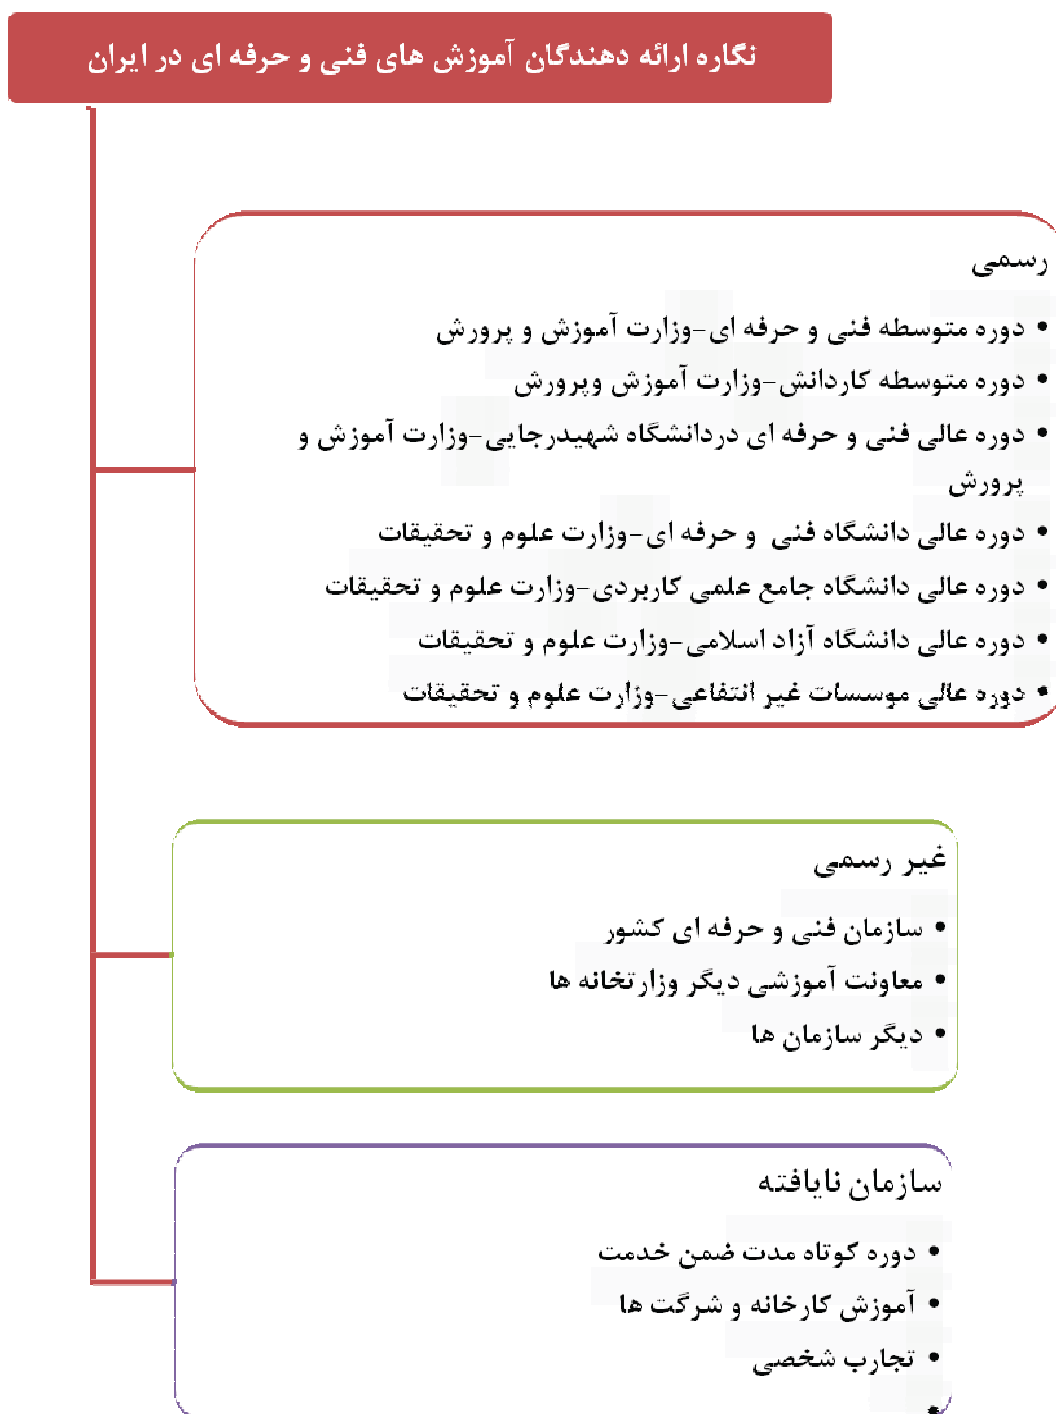 نگاره ارائه دهندگان آموزش های فنی و حرفه ای در ایران
رسمی
• دوره متوسطه فنی و حرفه ای-وزارت آموزش و پرورش
• دوره متوسطه کاردانش-وزارت آموزش وپرورش
• دوره عالی فنی و حرفه ای دردانشگاه شهیدرجایی-وزارت آموزش و
پرورش
• دوره عالی دانشگاه فنی و حرفه ای-وزارت علوم و تحقیقات
• دوره عالی دانشگاه جامع علمی کاربردی-وزارت علوم و تحقیقات
• دوره عالی دانشگاه آزاد اسلامی-وزارت علوم و تحقیقات
• دوره عالی موسسات غیر انتفاعی-وزارت علوم و تحقیقات
غیر رسمی
• سازمان فنی و حرفه ای کشور
• معاونت آموزشی دیگر وزارتخانه ها
• دیگر سازمان ها
سازمان نایافته
• دوره کوتاه مدت ضمن خدمت
• آموزش کارخانه و شرگت ها
• تجارب شخصی
•